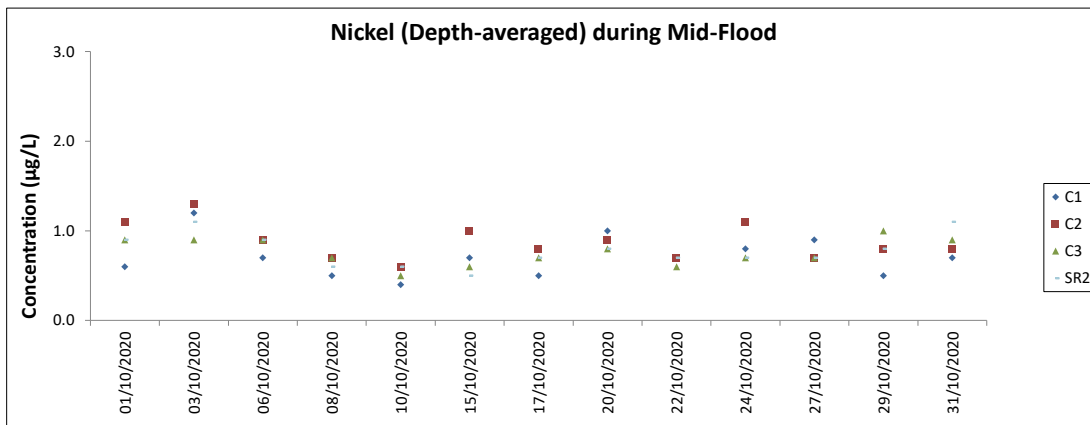 Nickel (Depth-averaged) during Mid-Flood
Concentration (µg/L)
3.0
2.0
1.0
0.0
01/10/2020
03/10/2020
06/10/2020
08/10/2020
10/10/2020
15/10/2020
17/10/2020
20/10/2020
22/10/2020
24/10/2020
27/10/2020
29/10/2020
31/10/2020
C1
C2
C3
SR2